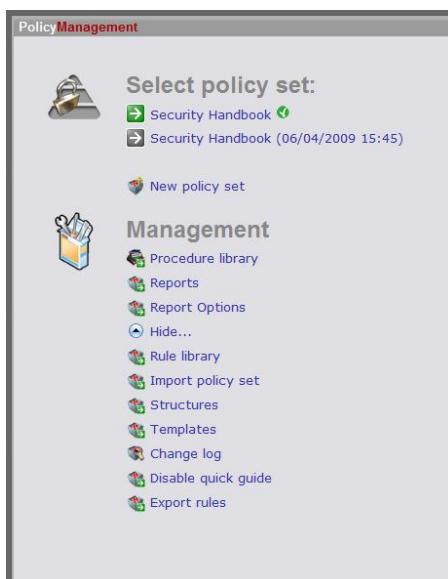 PolicyManagement
Select policy set:
Security Handbook
Security Handbook (06/04/2009 15:45)
New policy set
Management
Procedure library
Reports
Report Options
Hide...
Rule library
Import policy set
Structures
Templates
Change log
Disable quick guide
Export rules